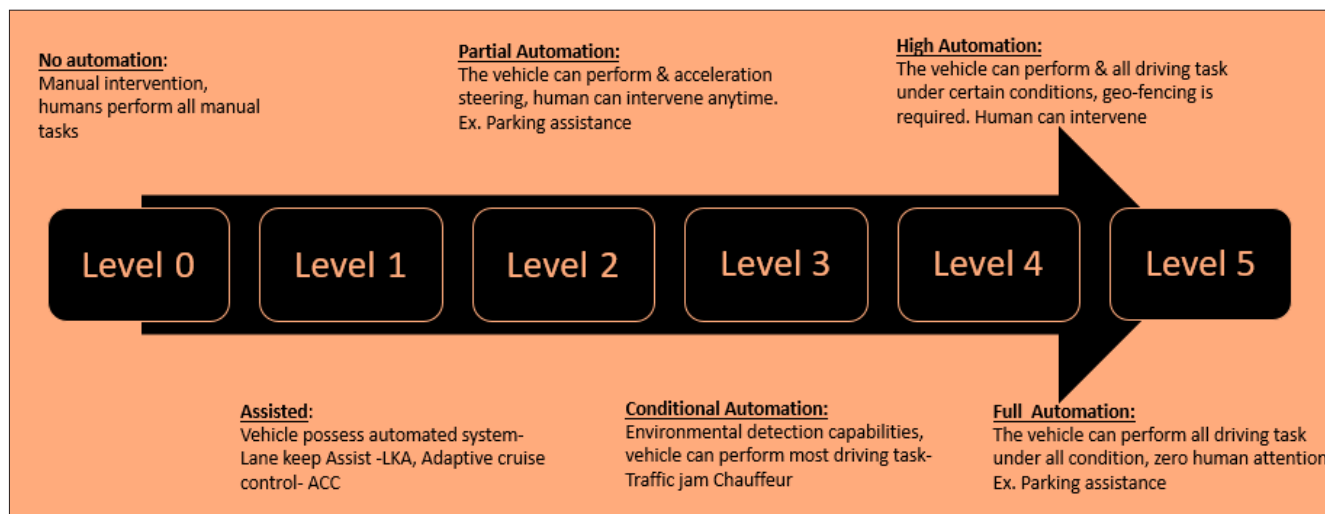 No automation:
Manual intervention,
humans perform all manual
tasks
Partial Automation:
The vehicle can perform & acceleration
steering, human can intervene anytime.
Ex. Parking assistance
High Automation:
The vehicle can perform & all driving task
under certain conditions, geo-fencing is
required. Human can intervene
Level 0
Level 1
Level 2
Level 3
Level 4
Level 5
Assisted:
Vehicle possess automated system-
Lane keep Assist -LKA, Adaptive cruise
control- ACC
Conditional Automation:
Environmental detection capabilities,
vehicle can perform most driving task-
Traffic jam Chauffeur
Full Automation:
The vehicle can perform all driving task
under all condition, zero human attention
Ex. Parking assistance